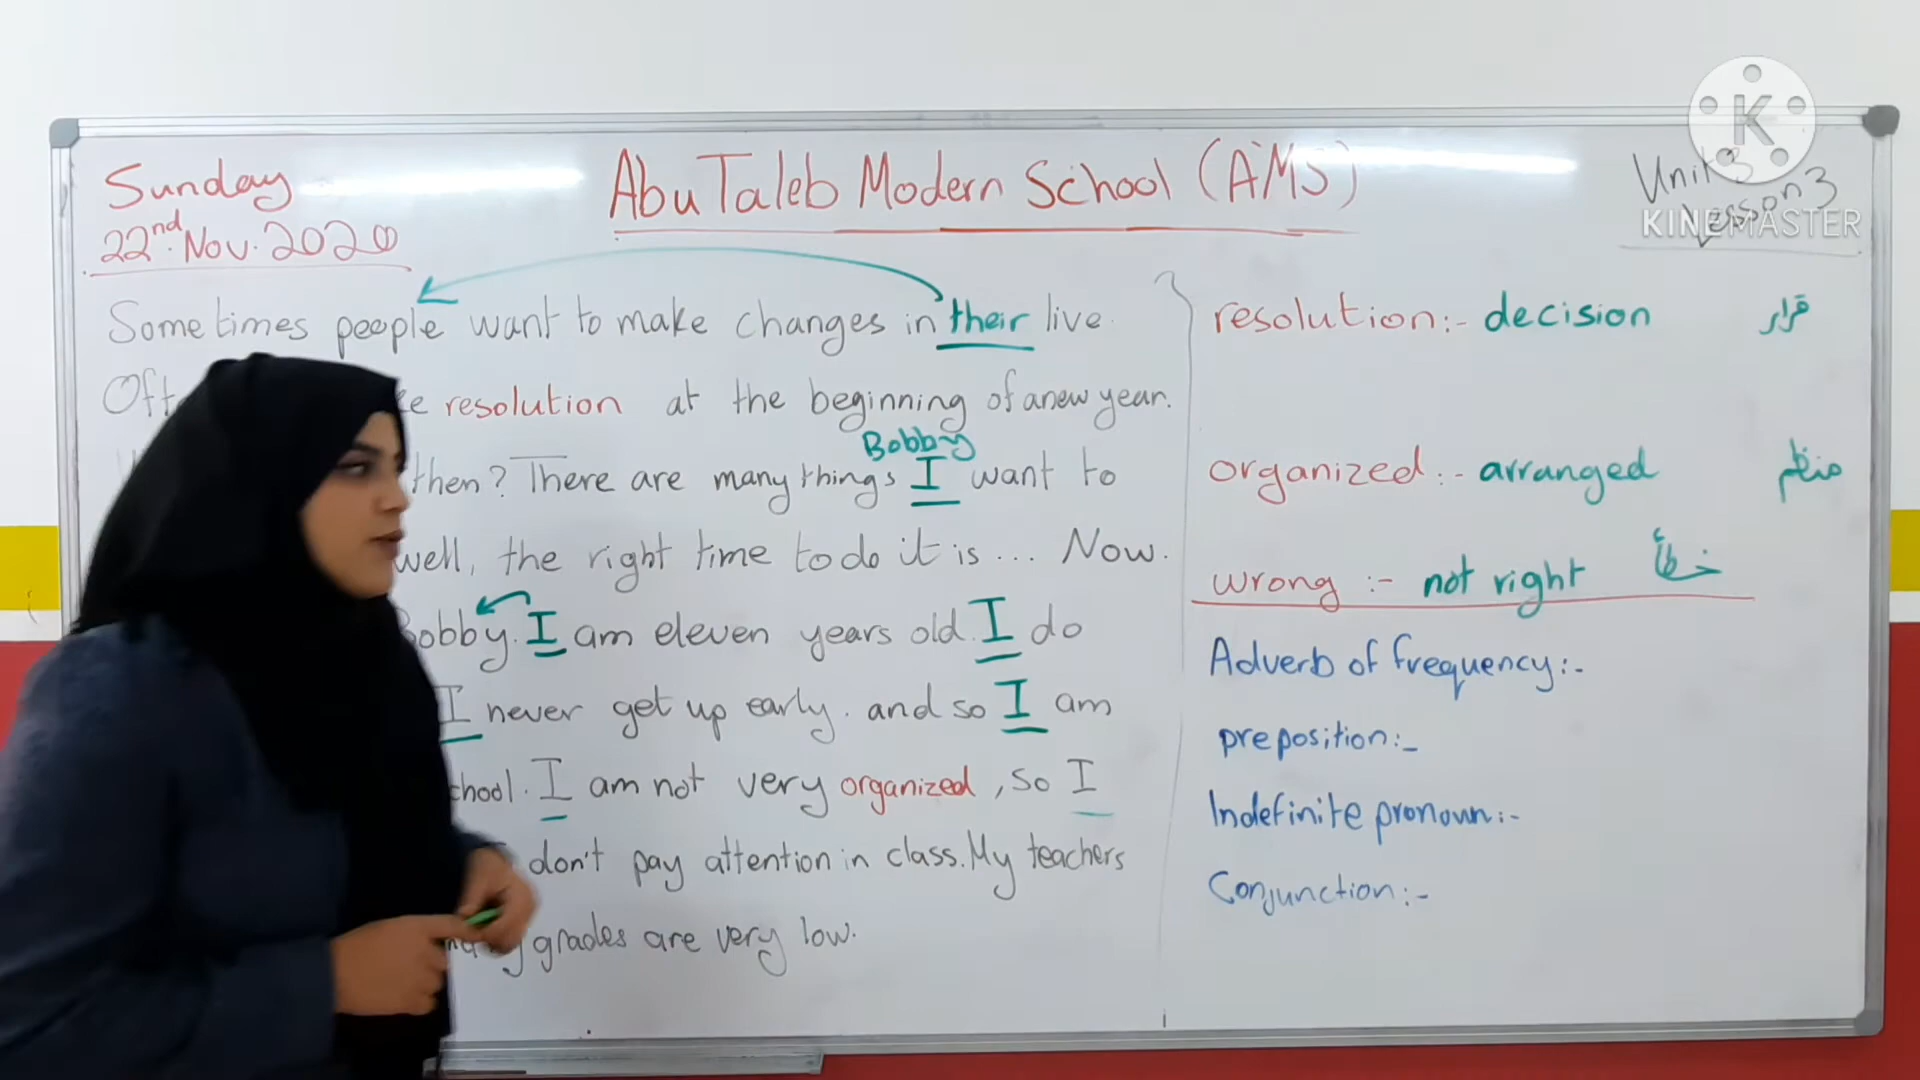 Sunday
22nd. Nov. 2020
Abu Taleb Modern School (AMS)
Unit 3
Lesson 3
K
KINEMASTER
Sometimes people want to make changes in their live.
resolution at the beginning of a new year.
Bobby
then? There are many things I want to
well, the right time to do it is ... Now.
Bobby. I am eleven years old. I do
I never get up early. and so I am
I am not very organized, so I
don't pay attention in class. My teachers
grades are very low.
resolution:- decision قرار
organized:- arranged منظم
wrong:- not right خطأ
Adverb of frequency:-
preposition:-
Indefinite pronoun:-
Conjunction:-